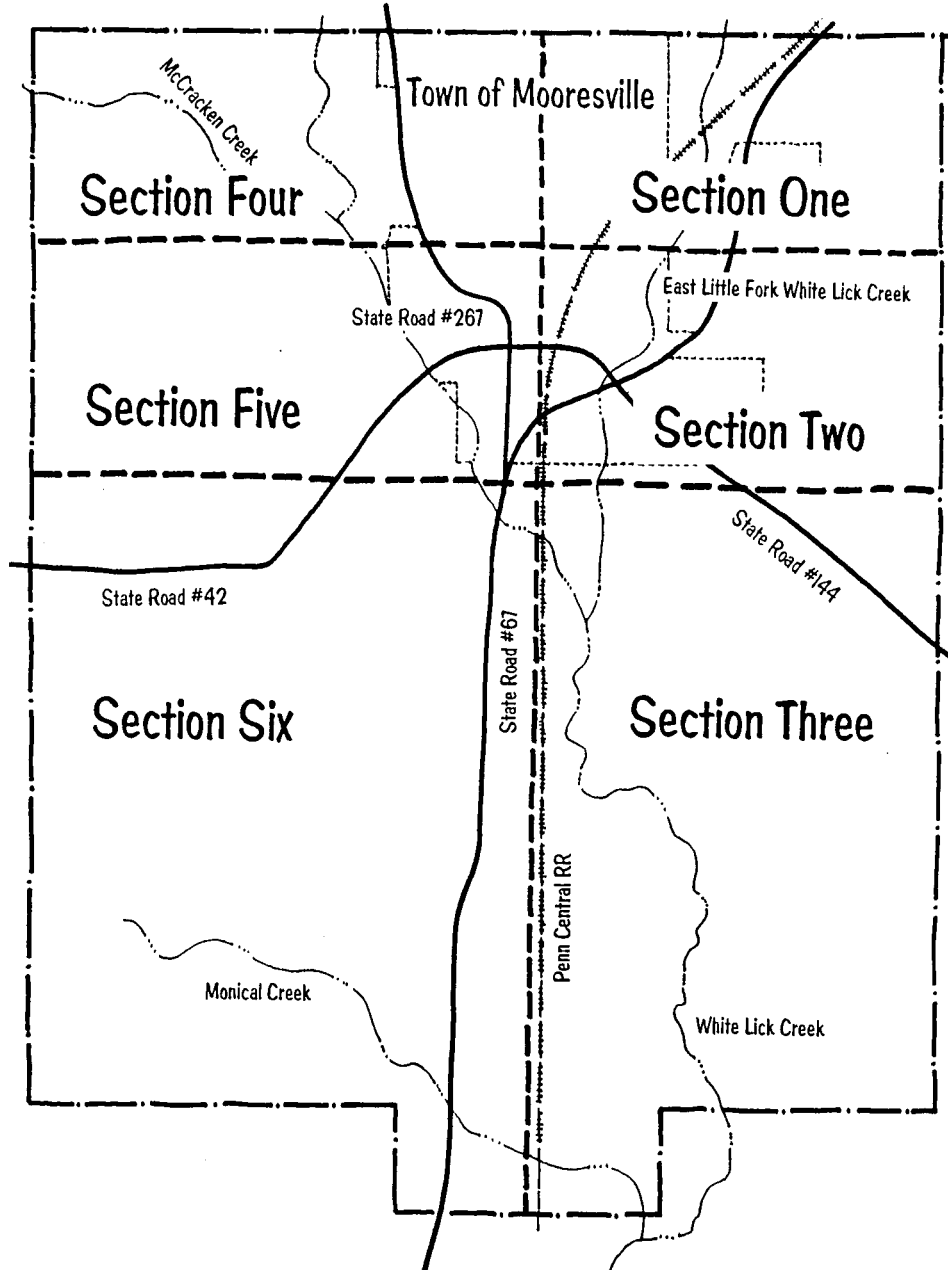 McCracken Creek
Town of Mooresville
Section Four
Section One
East Little Fork White Lick Creek
State Road #267
Section Five
Section Two
State Road #42
State Road #144
State Road #67
Section Six
Section Three
Penn Central RR
Monical Creek
White Lick Creek